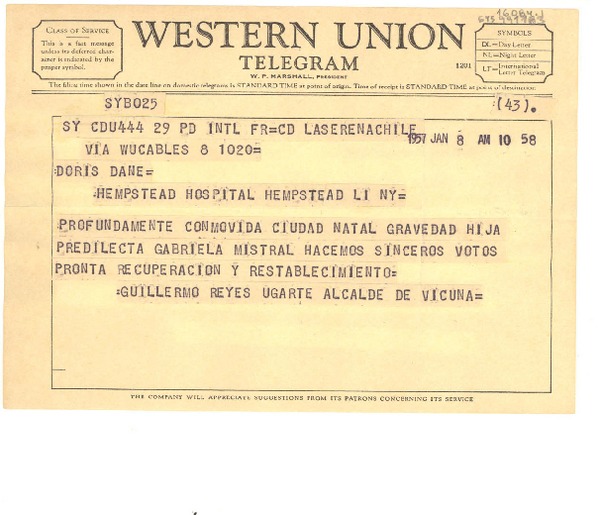 16064-1
WESTERN UNION
TELEGRAM
W. P. MARSHALL, PRESIDENT
1201
CLASS OF SERVICE
This is a fast message unless its deferred character is indicated by the proper symbol.
SYMBOLS
DL=Day Letter
NL=Night Letter
LT=International Letter Telegram
The filing time shown in the date line on domestic telegrams is STANDARD TIME at point of origin. Time of receipt is STANDARD TIME at point of destination
SYB025
(43).
SY CDU444 29 PD INTL FR=CD LASERENACHILE
1957 JAN 8 AM 10 58
VIA WUCABLES 8 1020=
DORIS DANE=
:HEMPSTEAD HOSPITAL HEMPSTEAD LI NY=
PROFUNDAMENTE CONMOVIDA CIUDAD NATAL GRAVEDAD HIJA
PREDILECTA GABRIELA MISTRAL HACEMOS SINCEROS VOTOS
PRONTA RECUPERACION Y RESTABLECIMIENTO=
:GUILLERMO REYES UGARTE ALCALDE DE VICUNA=
THE COMPANY WILL APPRECIATE SUGGESTIONS FROM ITS PATRONS CONCERNING ITS SERVICE